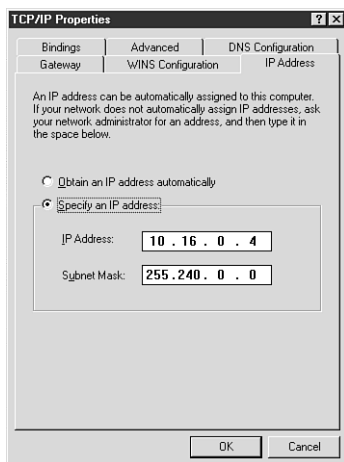 TCP/IP Properties
Bindings Advanced DNS Configuration
Gateway WINS Configuration IP Address
An IP address can be automatically assigned to this computer.
If your network does not automatically assign IP addresses, ask
your network administrator for an address, and then type it in
the space below.
Obtain an IP address automatically
Specify an IP address:
IP Address: 10 . 16 . 0 . 4
Subnet Mask: 255 . 240 . 0 . 0
OK Cancel